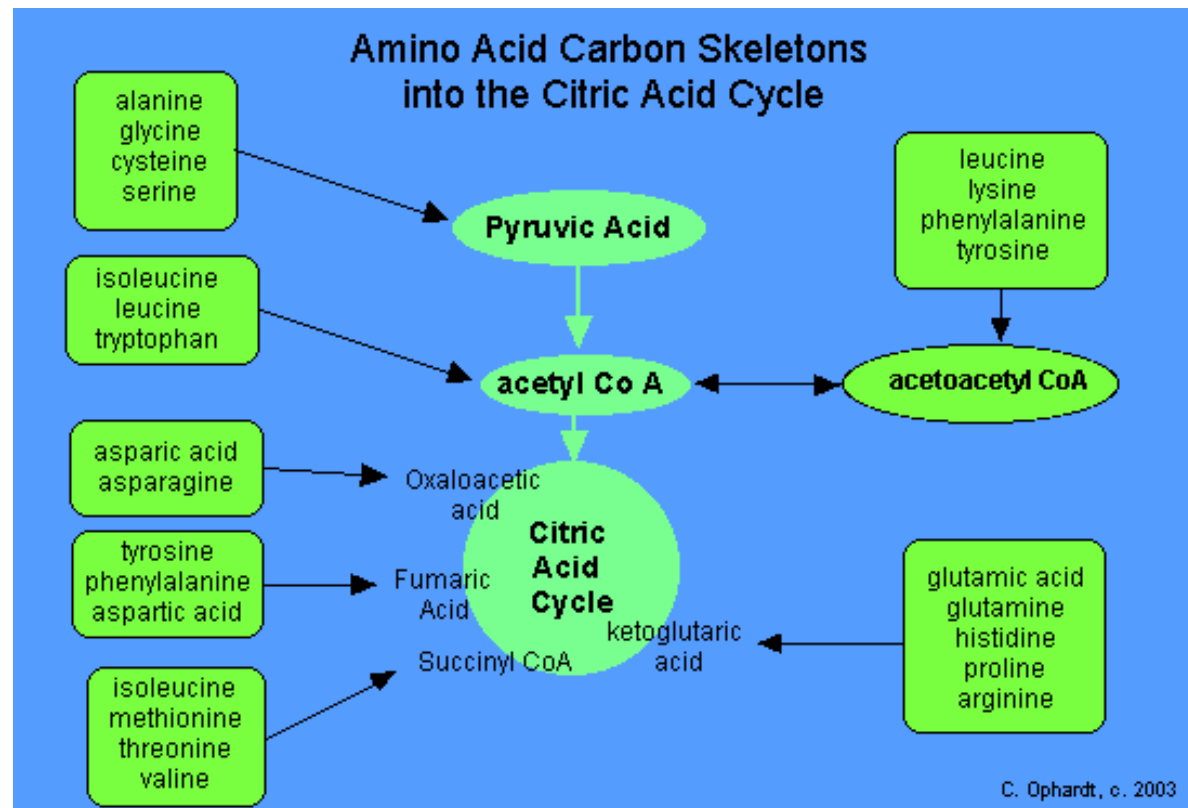 Amino Acid Carbon Skeletons
into the Citric Acid Cycle
alanine
glycine
cysteine
serine
leucine
lysine
phenylalanine
tyrosine
Pyruvic Acid
isoleucine
leucine
tryptophan
acetyl Co A
acetoacetyl CoA
asparic acid
asparagine
Oxaloacetic
acid
Citric
Acid
Cycle
tyrosine
phenylalanine
aspartic acid
Fumaric
Acid
glutamic acid
glutamine
histidine
proline
arginine
ketoglutaric
acid
Succinyl CoA
isoleucine
methionine
threonine
valine
C. Ophardt, c. 2003